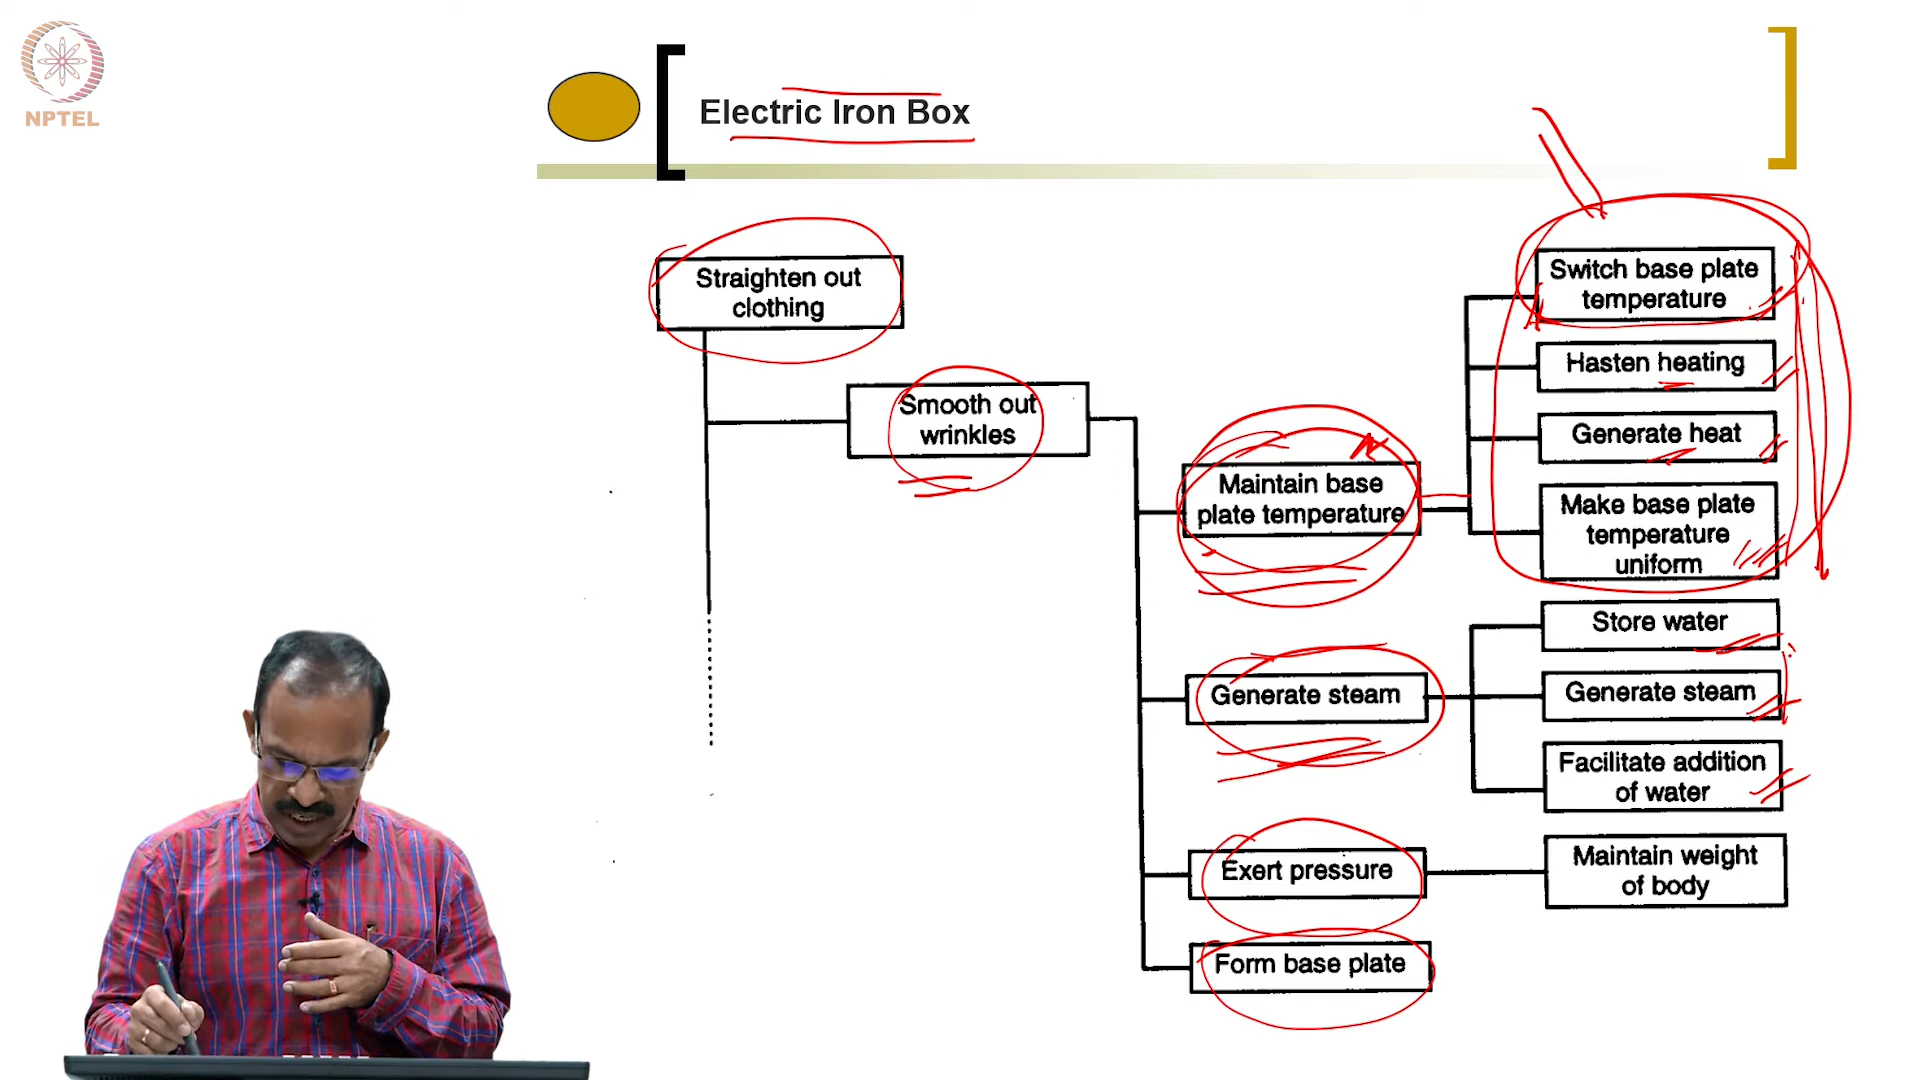 NPTEL
Electric Iron Box
Straighten out
clothing
Smooth out
wrinkles
Maintain base
plate temperature
Switch base plate
temperature
Hasten heating
Generate heat
Make base plate
temperature
uniform
Generate steam
Store water
Generate steam
Facilitate addition
of water
Exert pressure
Maintain weight
of body
Form base plate